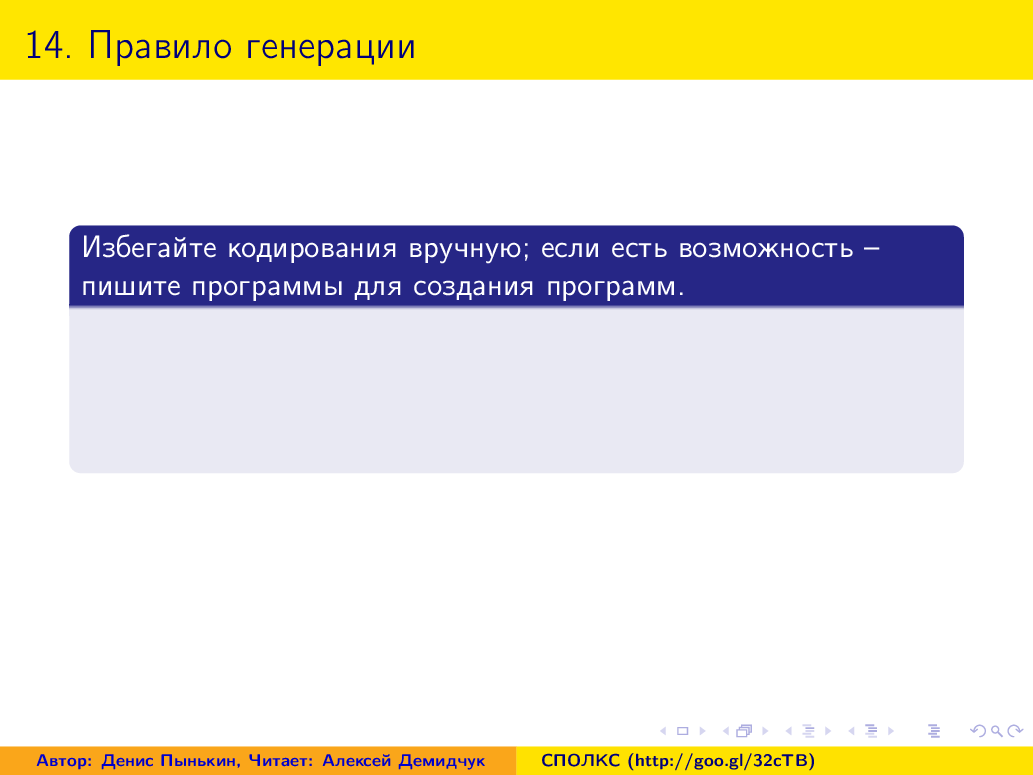 14. Правило генерации
Избегайте кодирования вручную; если есть возможность –
пишите программы для создания программ.
Автор: Денис Пынькин, Читает: Алексей Демидчук
СПОЛКС (http://goo.gl/32cTB)